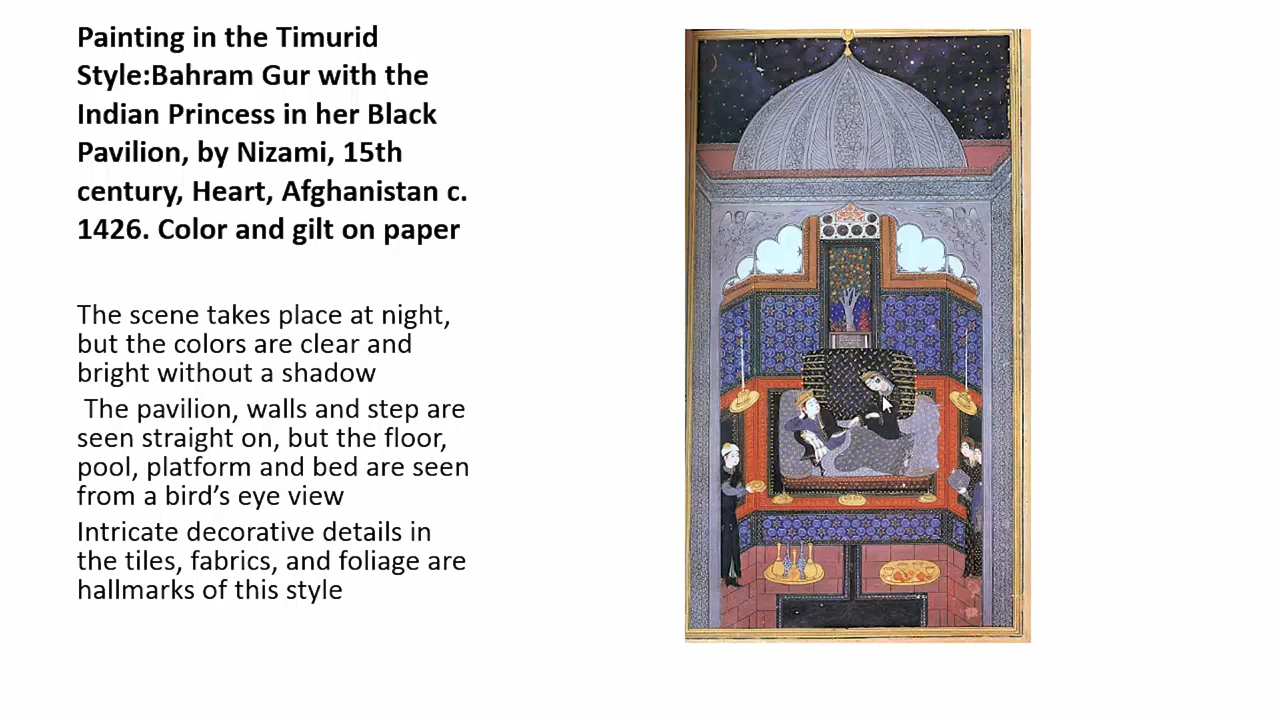 Painting in the Timurid
Style:Bahram Gur with the
Indian Princess in her Black
Pavilion, by Nizami, 15th
century, Heart, Afghanistan c.
1426. Color and gilt on paper
The scene takes place at night,
but the colors are clear and
bright without a shadow
The pavilion, walls and step are
seen straight on, but the floor,
pool, platform and bed are seen
from a bird’s eye view
Intricate decorative details in
the tiles, fabrics, and foliage are
hallmarks of this style